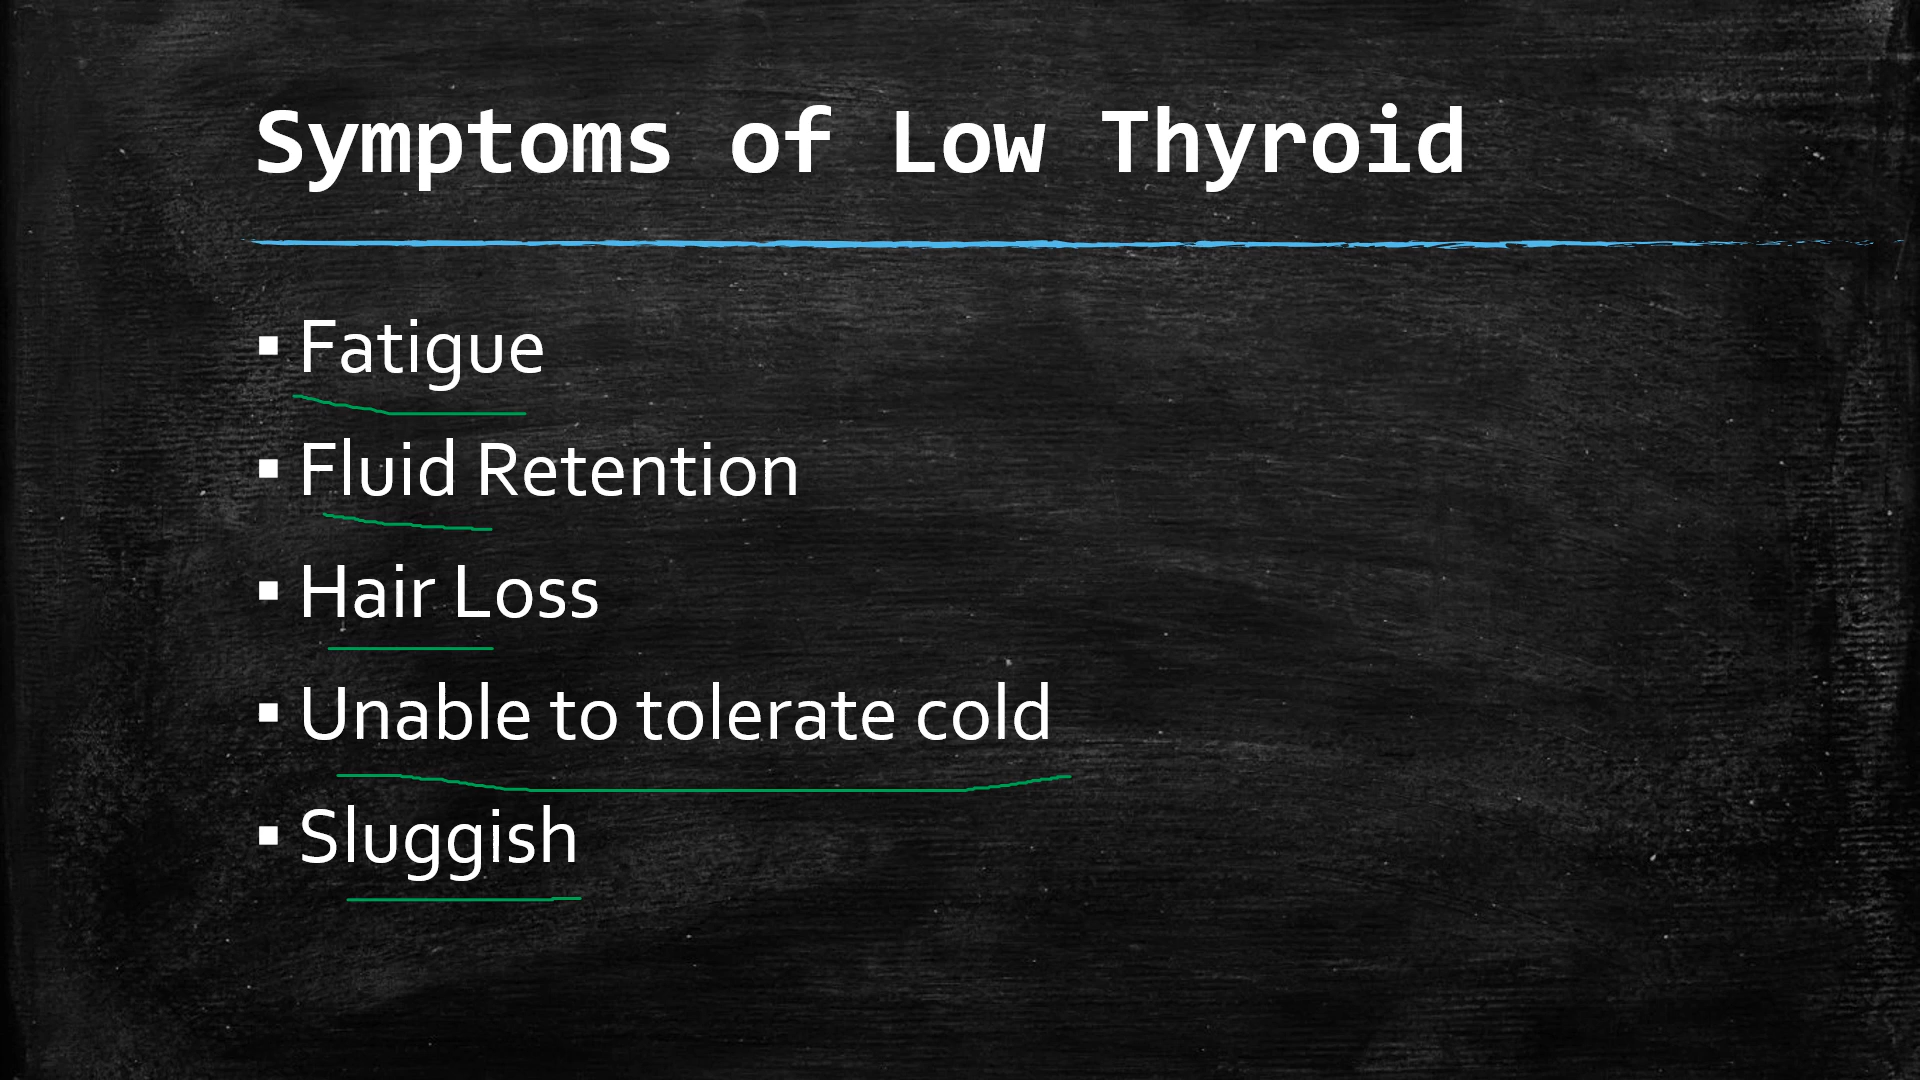 Symptoms of Low Thyroid
▪ Fatigue
▪ Fluid Retention
▪ Hair Loss
▪ Unable to tolerate cold
▪ Sluggish